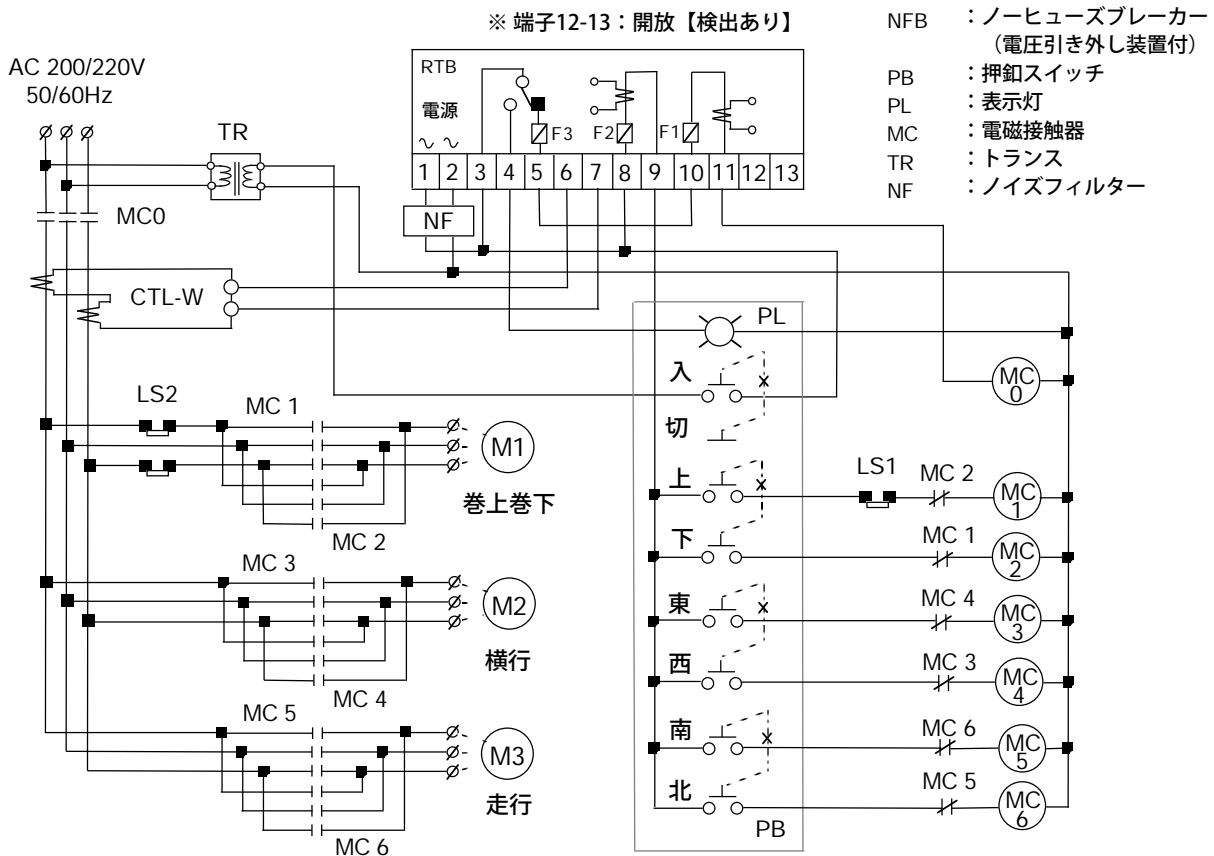 ※ 端子12-13：開放【検出あり】
NFB ：ノーヒューズブレーカー
（電圧引き外し装置付）
PB ：押釦スイッチ
PL ：表示灯
MC ：電磁接触器
TR ：トランス
NF ：ノイズフィルター
AC 200/220V
50/60Hz
TR
RTB
電源
F3 F2 F1
1 2 3 4 5 6 7 8 9 10 11 12 13
MC0
NF
CTL-W
PL
入
MC 0
切
LS2
MC 1
M1
巻上巻下
MC 2
上
LS1
MC 2
MC 1
下
MC 1
MC 2
MC 3
M2
横行
MC 4
東
MC 4
MC 3
西
MC 3
MC 4
MC 5
M3
走行
MC 6
南
MC 6
MC 5
北
MC 5
MC 6
PB